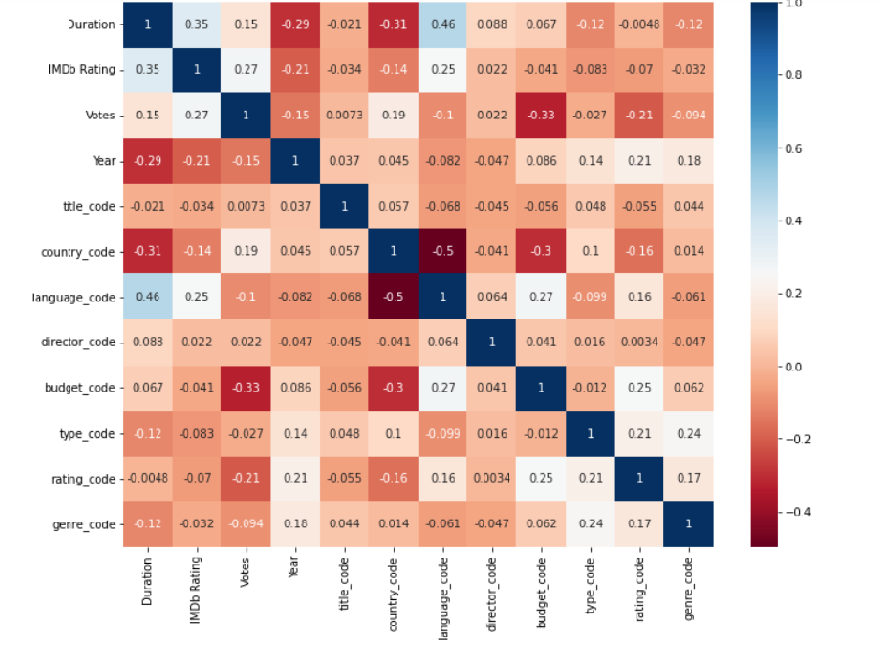 Duration 1 0.35 0.15 -0.29 -0.021 -0.31 0.46 0.088 0.067 -0.12 -0.0048 -0.12
IMDb Rating 0.35 1 0.27 -0.21 -0.034 -0.14 0.25 0.022 -0.041 -0.083 -0.07 -0.032
Votes 0.15 0.27 1 -0.15 0.0073 0.19 -0.1 0.022 -0.33 -0.027 -0.21 -0.094
Year -0.29 -0.21 -0.15 1 0.037 0.045 -0.082 -0.047 0.086 0.14 0.21 0.18
title_code -0.021 -0.034 0.0073 0.037 1 0.057 -0.068 -0.045 -0.056 0.048 -0.055 0.044
country_code -0.31 -0.14 0.19 0.045 0.057 1 -0.5 -0.041 -0.3 0.1 -0.16 0.014
language_code 0.46 0.25 -0.1 -0.082 -0.068 -0.5 1 0.064 0.27 -0.099 0.16 -0.061
director_code 0.088 0.022 0.022 -0.047 -0.045 -0.041 0.064 1 0.041 0.016 0.0034 -0.047
budget_code 0.067 -0.041 -0.33 0.086 -0.056 -0.3 0.27 0.041 1 -0.012 0.25 0.062
type_code -0.12 -0.083 -0.027 0.14 0.048 0.1 -0.099 0.016 -0.012 1 0.21 0.24
rating_code -0.0048 -0.07 -0.21 0.21 -0.055 -0.16 0.16 0.0034 0.25 0.21 1 0.17
genre_code -0.12 -0.032 -0.094 0.18 0.044 0.014 -0.061 -0.047 0.062 0.24 0.17 1
Duration
IMDb Rating
Votes
Year
title_code
country_code
language_code
director_code
budget_code
type_code
rating_code
genre_code
1.0
0.8
0.6
0.4
0.2
0.0
−0.2
−0.4